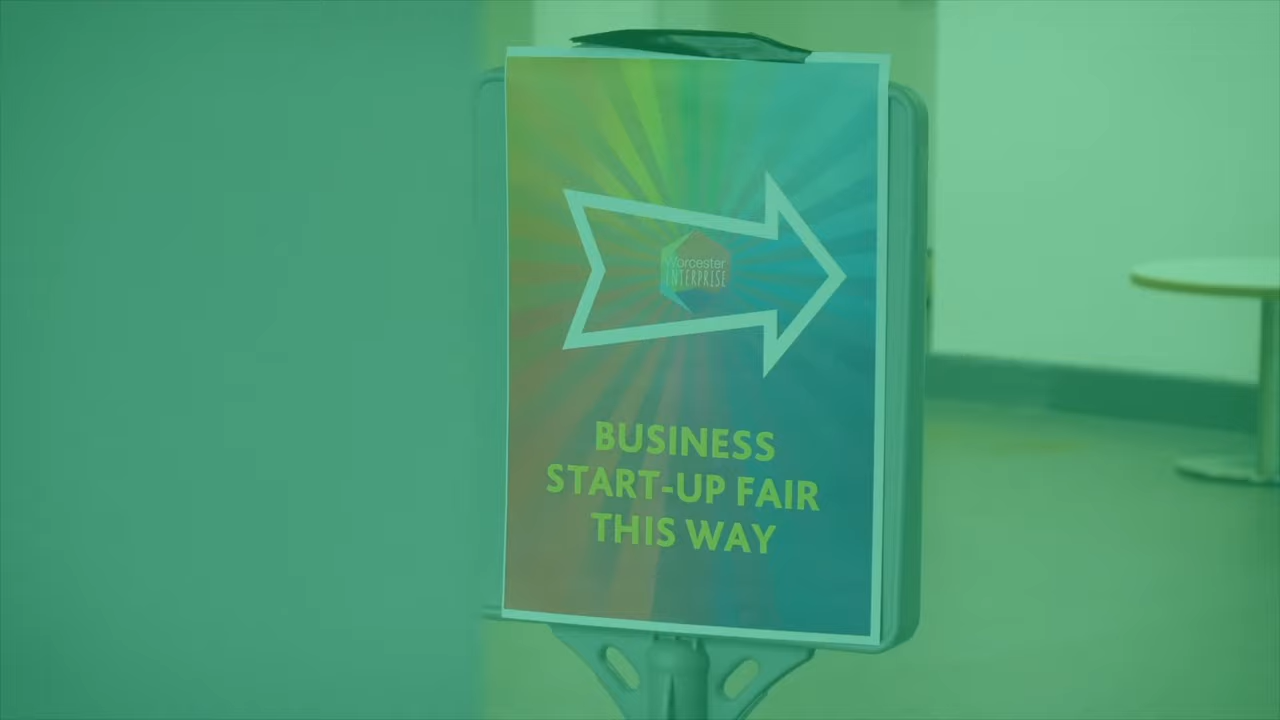 Worcester
ENTERPRISE
BUSINESS
START-UP FAIR
THIS WAY